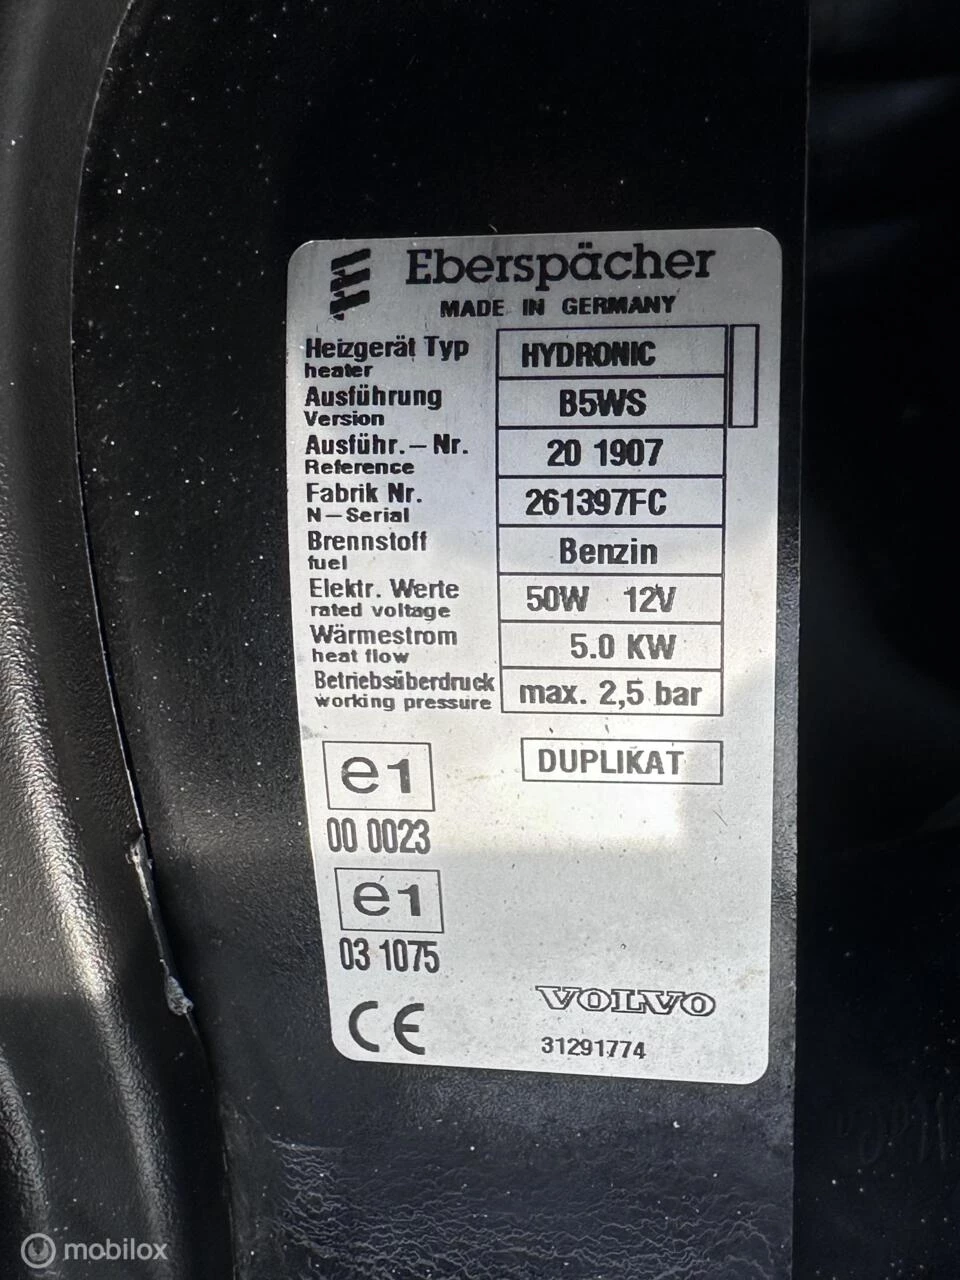 Eberspächer
MADE IN GERMANY
Heizgerät Typ HYDRONIC
heater
Ausführung B5WS
Version
Ausführ.-Nr. 20 1907
Reference
Fabrik Nr. 261397FC
N-Serial
Brennstoff Benzin
fuel
Elektr. Werte 50W 12V
rated voltage
Wärmestrom 5.0 KW
heat flow
Betriebsüberdruck max. 2,5 bar
working pressure
e1 DUPLIKAT
00 0023
e1
03 1075
CE VOLVO
31291774
mobilox